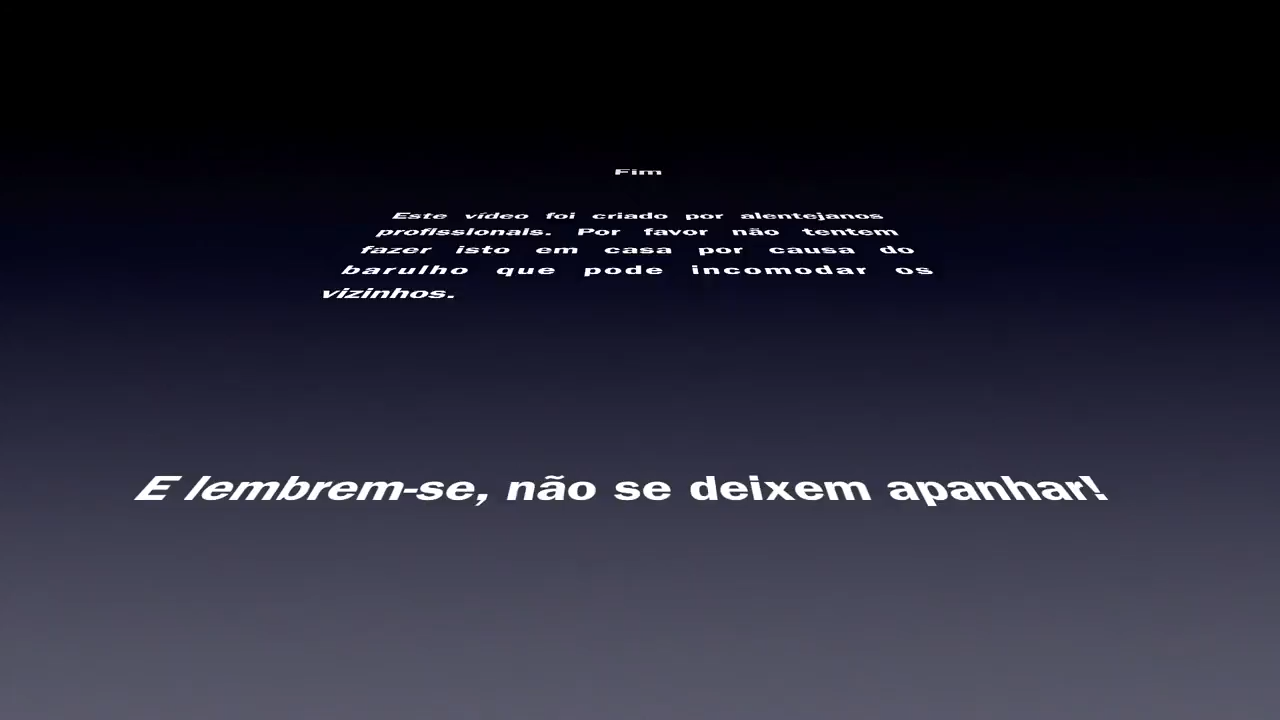 Fim
Este vídeo foi criado por alentejanos
profissionais. Por favor não tentem
fazer isto em casa por causa do
barulho que pode incomodar os
vizinhos.
E lembrem-se, não se deixem apanhar!